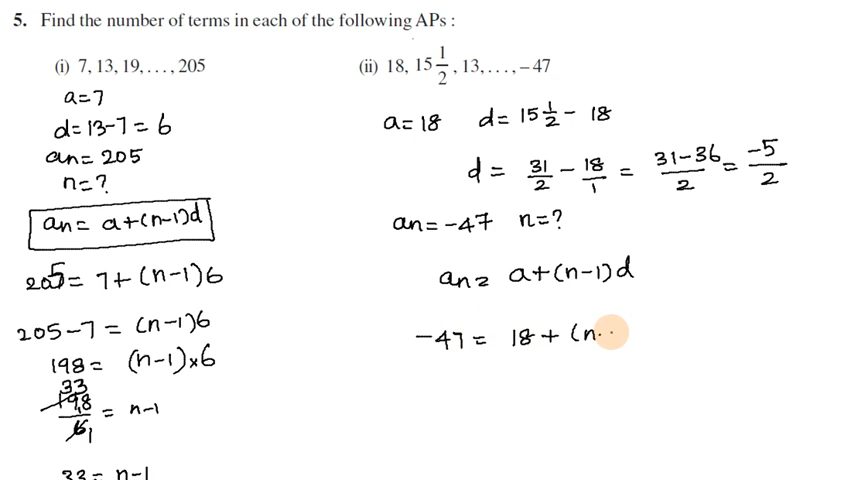 5. Find the number of terms in each of the following APs :
(i) 7, 13, 19, . . . , 205
a=7
d=13-7=6
an=205
n=?
an= a+(n-1)d
205= 7+(n-1)6
205-7=(n-1)6
198= (n-1)×6
33
198/6 1 = n-1
33= n-1
(ii) 18, 15 1/2, 13, . . . , –47
a=18 d=15 1/2 - 18
d= 31/2 - 18/1 = 31-36/2 = -5/2
an=-47 n=?
an= a+(n-1)d
-47= 18+(n.